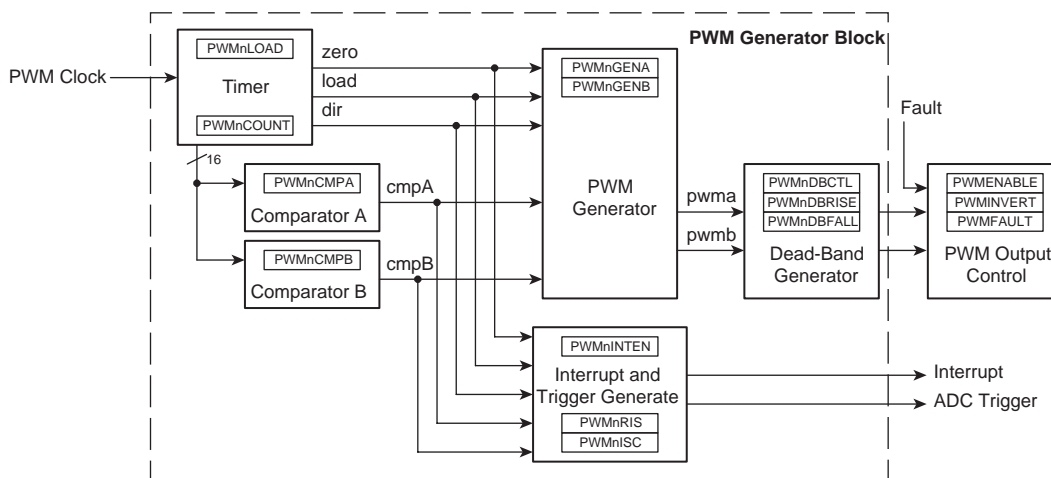 PWM Generator Block
PWM Clock
PWMnLOAD
Timer
PWMnCOUNT
zero
load
dir
16
PWMnCMPA
Comparator A
cmpA
PWMnCMPB
Comparator B
cmpB
PWMnGENA
PWMnGENB
PWM
Generator
pwma
pwmb
PWMnDBCTL
PWMnDBRISE
PWMnDBFALL
Dead-Band
Generator
Fault
PWMENABLE
PWMINVERT
PWMFAULT
PWM Output
Control
PWMnINTEN
Interrupt and
Trigger Generate
PWMnRIS
PWMnISC
Interrupt
ADC Trigger